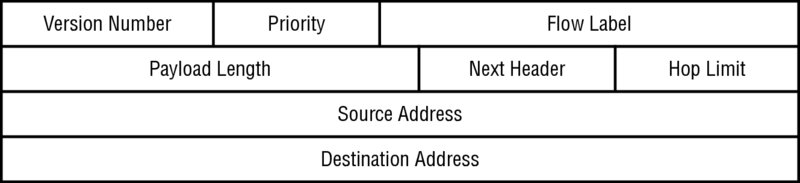 Version Number Priority Flow Label
Payload Length Next Header Hop Limit
Source Address
Destination Address